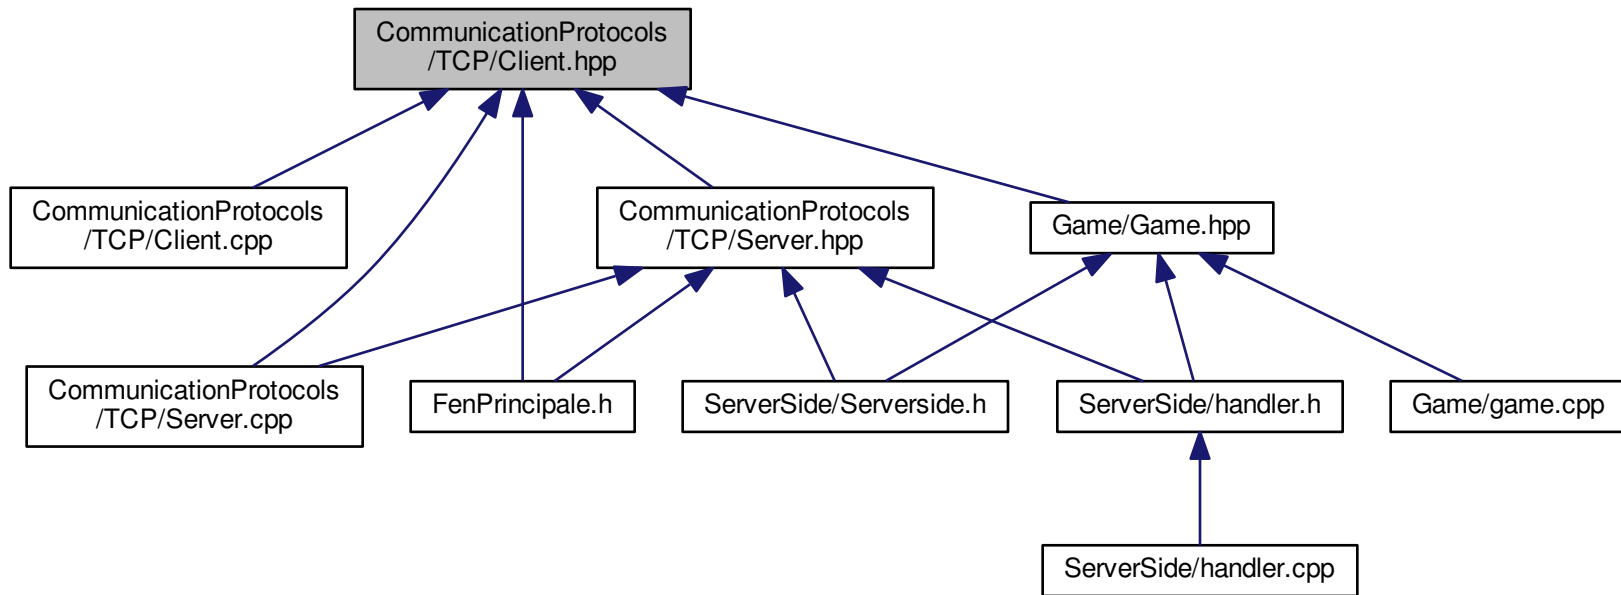 CommunicationProtocols
/TCP/Client.hpp
CommunicationProtocols
/TCP/Client.cpp
CommunicationProtocols
/TCP/Server.hpp
Game/Game.hpp
CommunicationProtocols
/TCP/Server.cpp
FenPrincipale.h
ServerSide/Serverside.h
ServerSide/handler.h
Game/game.cpp
ServerSide/handler.cpp